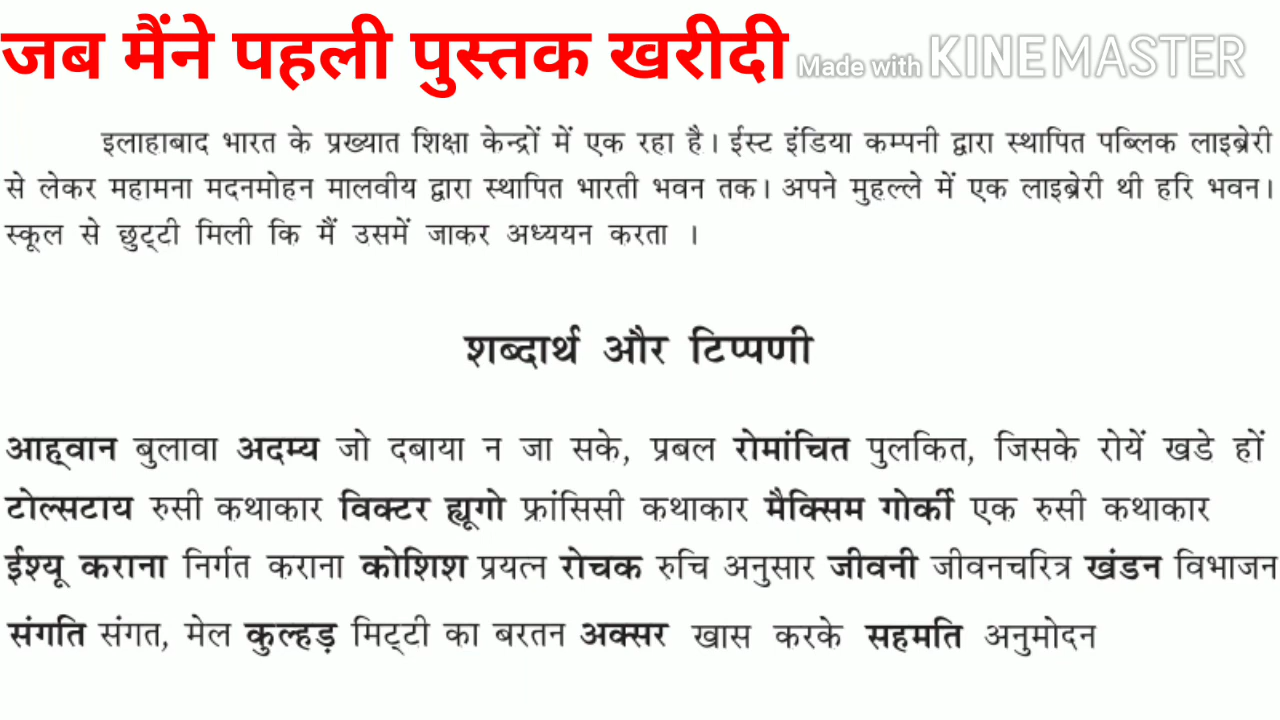 जब मैंने पहली पुस्तक खरीदी Made with KINEMASTER
इलाहाबाद भारत के प्रख्यात शिक्षा केन्द्रों में एक रहा है। ईस्ट इंडिया कम्पनी द्वारा स्थापित पब्लिक लाइब्रेरी
से लेकर महामना मदनमोहन मालवीय द्वारा स्थापित भारती भवन तक। अपने मुहल्ले में एक लाइब्रेरी थी हरि भवन।
स्कूल से छुट्टी मिली कि मैं उसमें जाकर अध्ययन करता ।
शब्दार्थ और टिप्पणी
आह्वान बुलावा अदम्य जो दबाया न जा सके, प्रबल रोमांचित पुलकित, जिसके रोयें खडे हों
टोल्सटाय रुसी कथाकार विक्टर ह्यूगो फ्रांसिसी कथाकार मैक्सिम गोर्की एक रुसी कथाकार
ईश्यू कराना निर्गत कराना कोशिश प्रयत्न रोचक रुचि अनुसार जीवनी जीवनचरित्र खंडन विभाजन
संगति संगत, मेल कुल्हड़ मिट्टी का बरतन अक्सर खास करके सहमति अनुमोदन